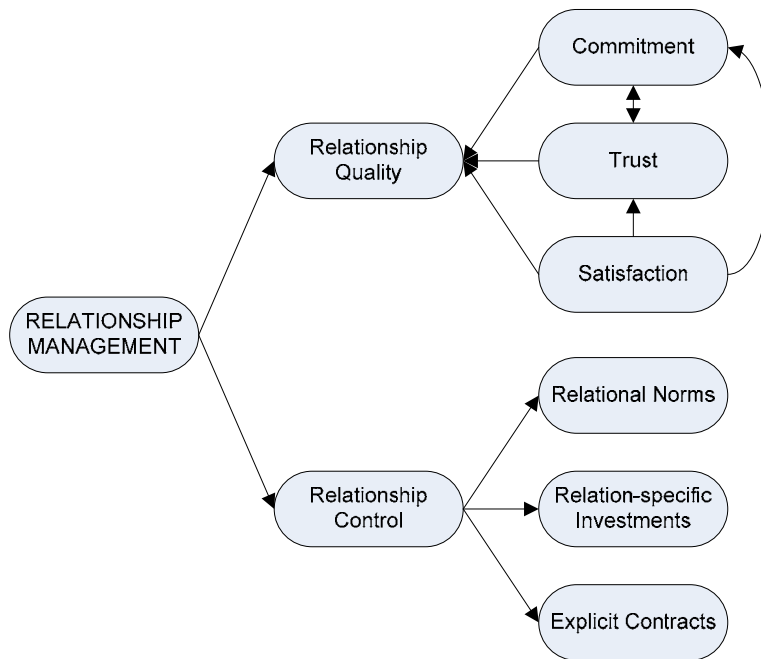 Commitment
Relationship
Quality
Trust
Satisfaction
RELATIONSHIP
MANAGEMENT
Relational Norms
Relationship
Control
Relation-specific
Investments
Explicit Contracts